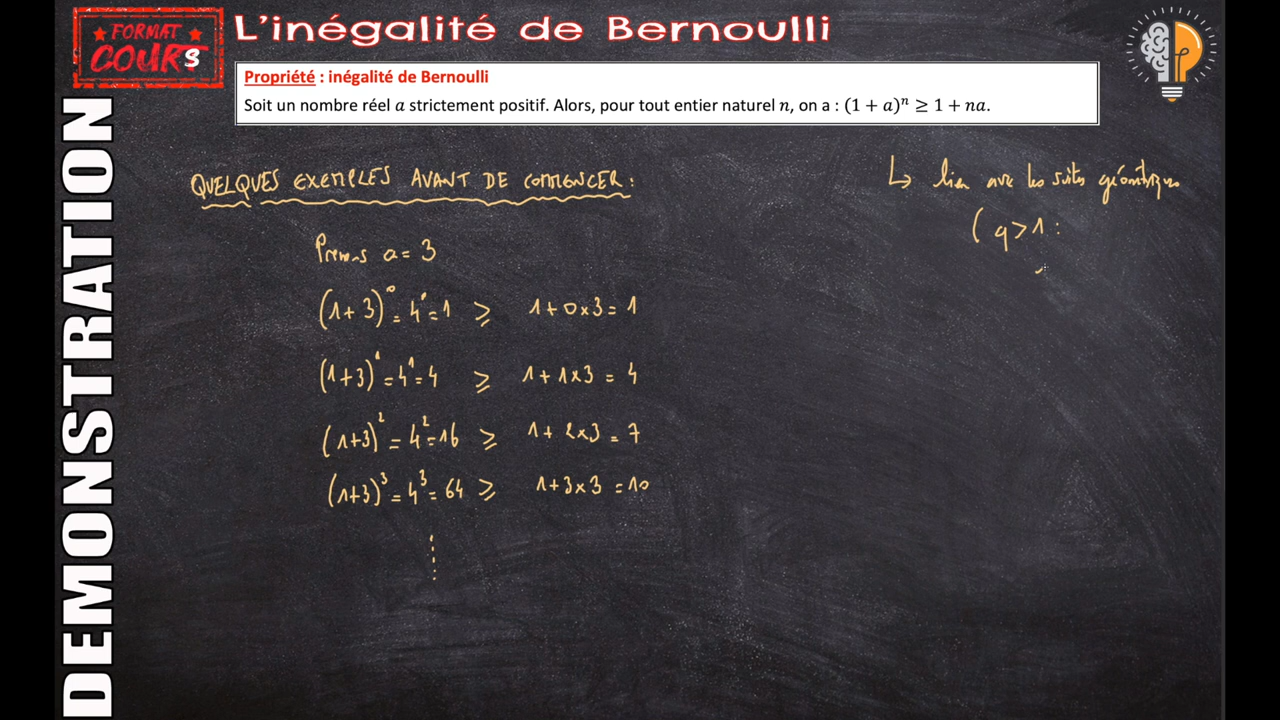 FORMAT
COURS
L'inégalité de Bernoulli
Propriété : inégalité de Bernoulli
Soit un nombre réel a strictement positif. Alors, pour tout entier naturel n, on a : (1 + a)ⁿ ≥ 1 + na.
DEMONSTRATION
QUELQUES EXEMPLES AVANT DE COMMENCER :
Prenons a = 3
(1+3)⁰ = 4⁰ = 1 ≥ 1+0×3 = 1
(1+3)¹ = 4¹ = 4 ≥ 1+1×3 = 4
(1+3)² = 4² = 16 ≥ 1+2×3 = 7
(1+3)³ = 4³ = 64 ≥ 1+3×3 = 10
↳ lien avec les suites géométriques
( q > 1 :